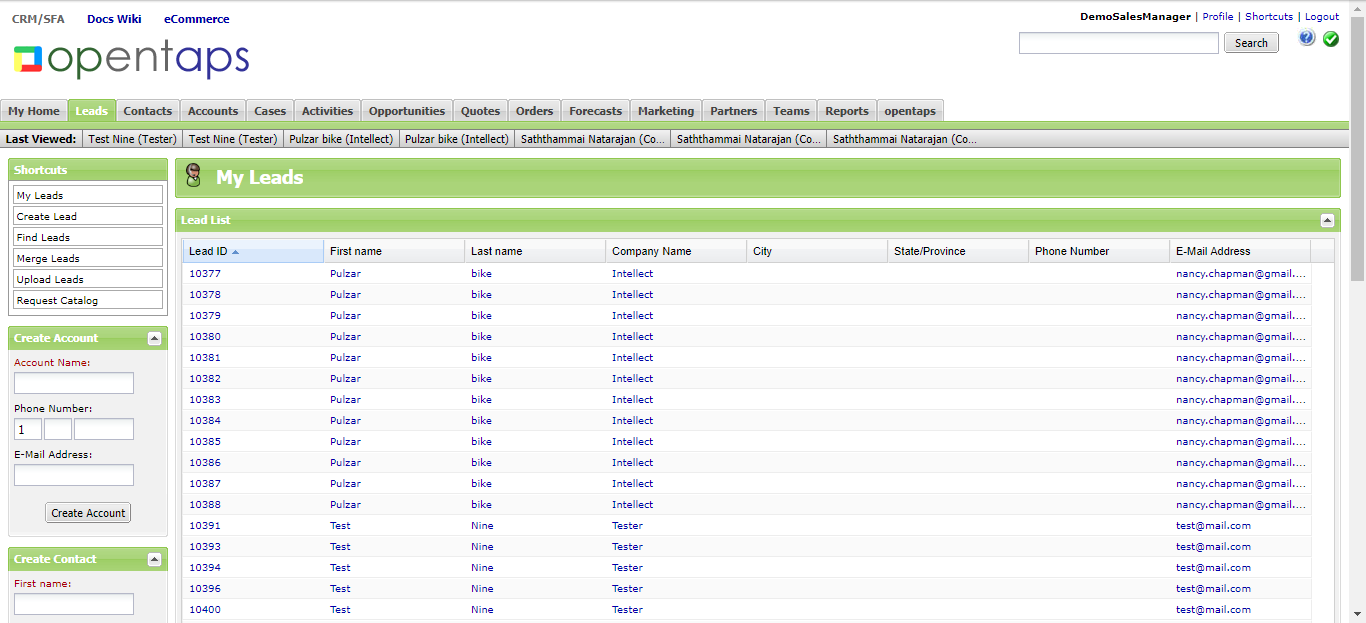 CRM/SFA Docs Wiki eCommerce
DemoSalesManager | Profile | Shortcuts | Logout
opentaps
Search
My Home Leads Contacts Accounts Cases Activities Opportunities Quotes Orders Forecasts Marketing Partners Teams Reports opentaps
Last Viewed: Test Nine (Tester) Test Nine (Tester) Pulzar bike (Intellect) Pulzar bike (Intellect) Saththammai Natarajan (Co... Saththammai Natarajan (Co... Saththammai Natarajan (Co...
Shortcuts
My Leads
Create Lead
Find Leads
Merge Leads
Upload Leads
Request Catalog
Create Account
Account Name:
Phone Number:
1
E-Mail Address:
Create Account
Create Contact
First name:
My Leads
Lead List
Lead ID First name Last name Company Name City State/Province Phone Number E-Mail Address
10377 Pulzar bike Intellect nancy.chapman@gmail....
10378 Pulzar bike Intellect nancy.chapman@gmail....
10379 Pulzar bike Intellect nancy.chapman@gmail....
10380 Pulzar bike Intellect nancy.chapman@gmail....
10381 Pulzar bike Intellect nancy.chapman@gmail....
10382 Pulzar bike Intellect nancy.chapman@gmail....
10383 Pulzar bike Intellect nancy.chapman@gmail....
10384 Pulzar bike Intellect nancy.chapman@gmail....
10385 Pulzar bike Intellect nancy.chapman@gmail....
10386 Pulzar bike Intellect nancy.chapman@gmail....
10387 Pulzar bike Intellect nancy.chapman@gmail....
10388 Pulzar bike Intellect nancy.chapman@gmail....
10391 Test Nine Tester test@mail.com
10393 Test Nine Tester test@mail.com
10394 Test Nine Tester test@mail.com
10396 Test Nine Tester test@mail.com
10400 Test Nine Tester test@mail.com